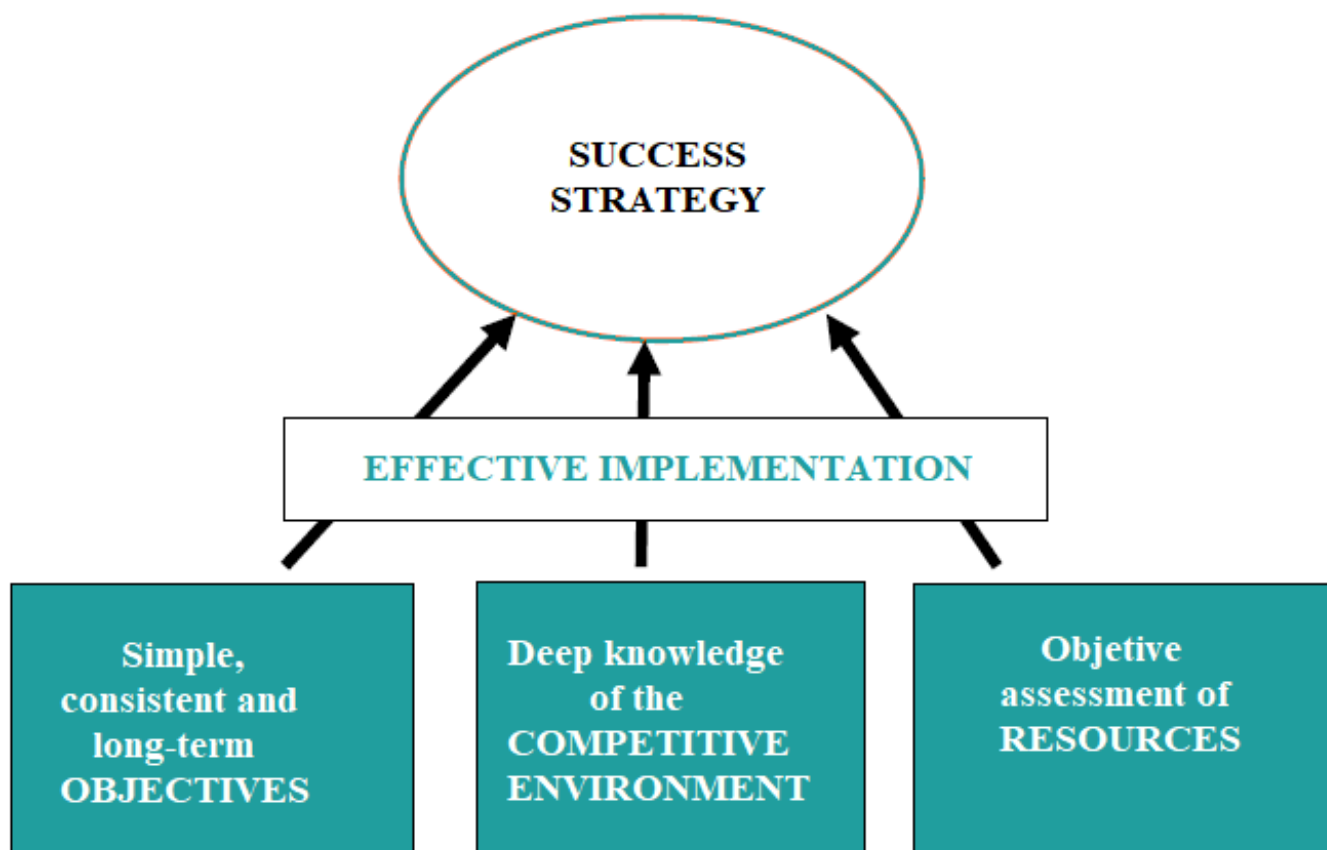 SUCCESS
STRATEGY
EFFECTIVE IMPLEMENTATION
Simple,
consistent and
long-term
OBJECTIVES
Deep knowledge
of the
COMPETITIVE
ENVIRONMENT
Objetive
assessment of
RESOURCES